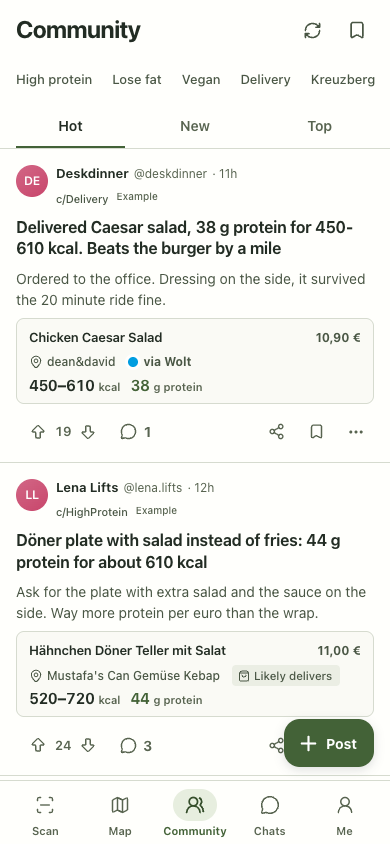 Community
High protein Lose fat Vegan Delivery Kreuzberg
Hot New Top
DE Deskdinner @deskdinner · 11h
c/Delivery Example
Delivered Caesar salad, 38 g protein for 450-
610 kcal. Beats the burger by a mile
Ordered to the office. Dressing on the side, it survived
the 20 minute ride fine.
Chicken Caesar Salad 10,90 €
dean&david via Wolt
450–610 kcal 38 g protein
19 1
LL Lena Lifts @lena.lifts · 12h
c/HighProtein Example
Döner plate with salad instead of fries: 44 g
protein for about 610 kcal
Ask for the plate with extra salad and the sauce on the
side. Way more protein per euro than the wrap.
Hähnchen Döner Teller mit Salat 11,00 €
Mustafa's Can Gemüse Kebap Likely delivers
520–720 kcal 44 g protein
24 3 Post
Scan Map Community Chats Me